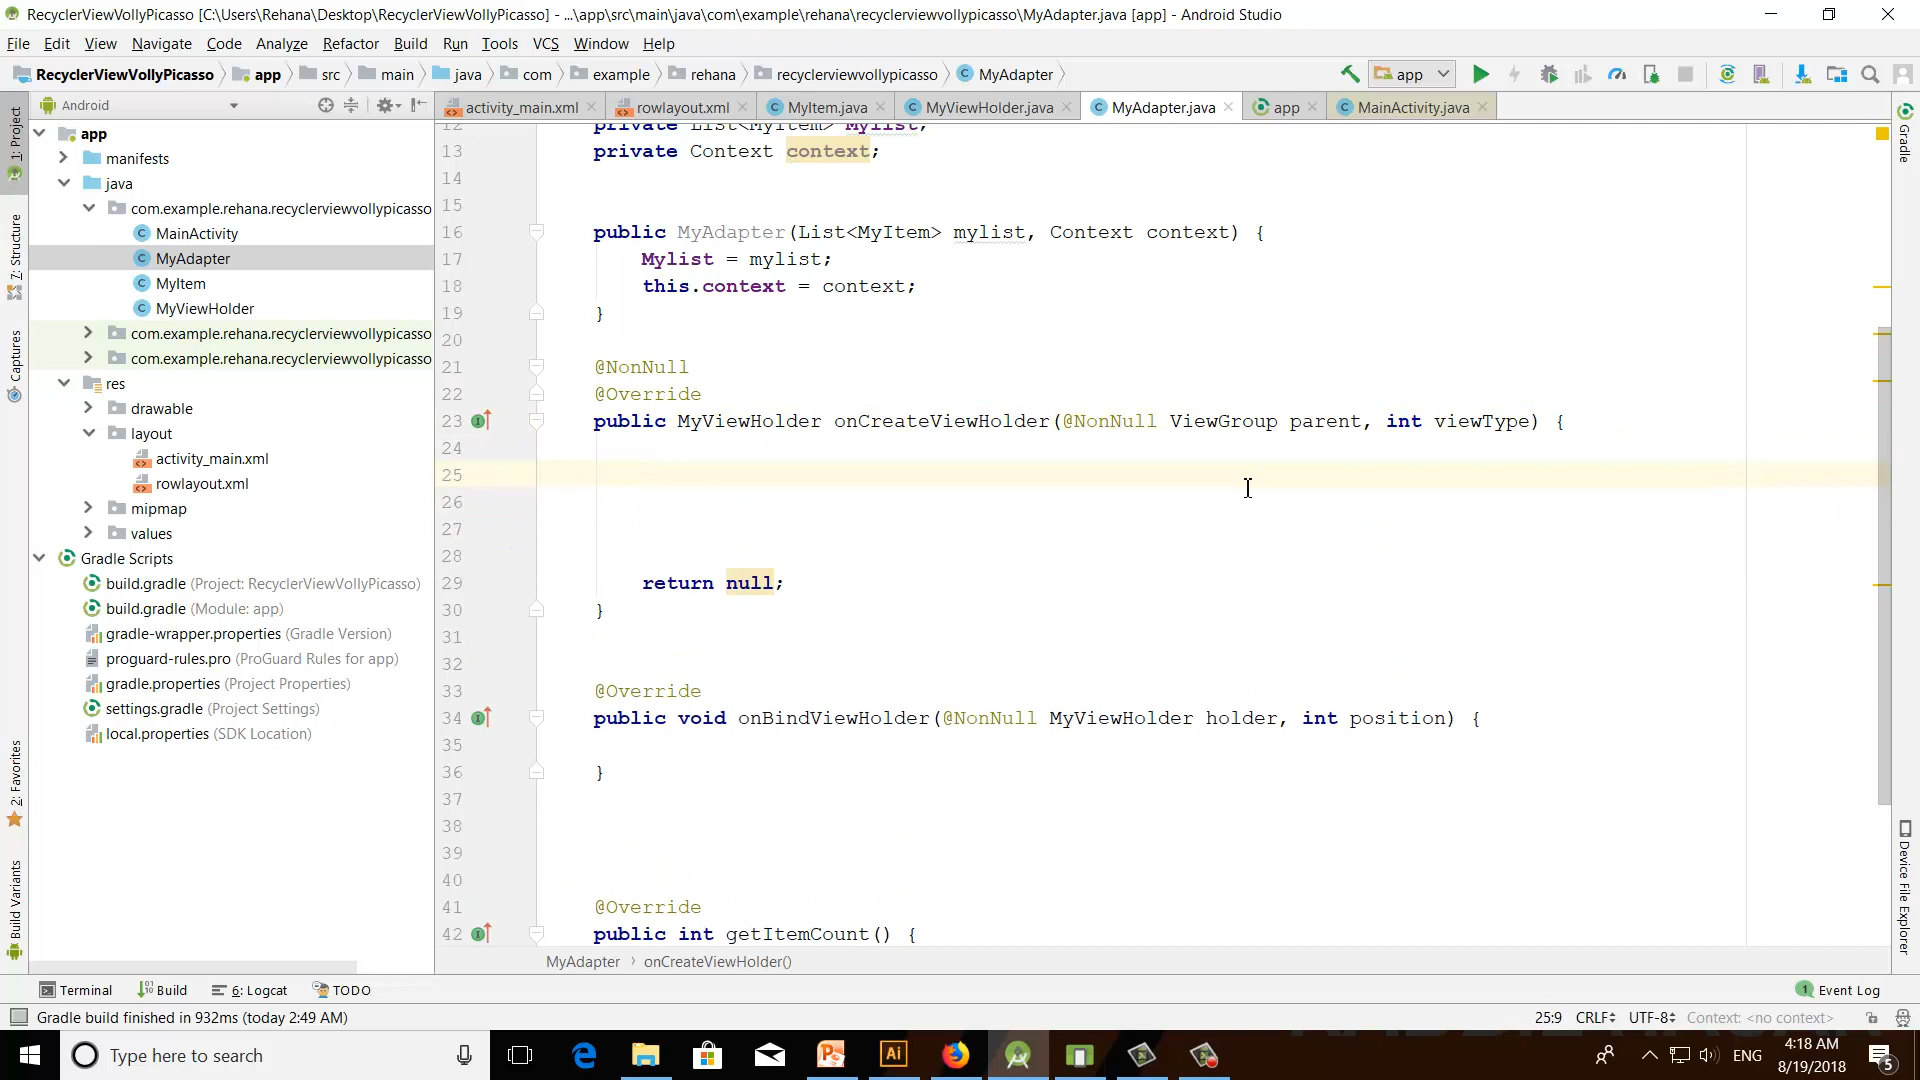 RecyclerViewVollyPicasso [C:\Users\Rehana\Desktop\RecyclerViewVollyPicasso] - ...\app\src\main\java\com\example\rehana\recyclerviewvollypicasso\MyAdapter.java [app] - Android Studio
File Edit View Navigate Code Analyze Refactor Build Run Tools VCS Window Help
RecyclerViewVollyPicasso app src main java com example rehana recyclerviewvollypicasso MyAdapter app
Android activity_main.xml rowlayout.xml MyItem.java MyViewHolder.java MyAdapter.java app MainActivity.java
1: Project
7: Structure
Captures
2: Favorites
Build Variants
app
manifests
java
com.example.rehana.recyclerviewvollypicasso
MainActivity
MyAdapter
MyItem
MyViewHolder
com.example.rehana.recyclerviewvollypicasso
com.example.rehana.recyclerviewvollypicasso
res
drawable
layout
activity_main.xml
rowlayout.xml
mipmap
values
Gradle Scripts
build.gradle (Project: RecyclerViewVollyPicasso)
build.gradle (Module: app)
gradle-wrapper.properties (Gradle Version)
proguard-rules.pro (ProGuard Rules for app)
gradle.properties (Project Properties)
settings.gradle (Project Settings)
local.properties (SDK Location)
12 private List<MyItem> Mylist;
13 private Context context;
14
15
16 public MyAdapter(List<MyItem> mylist, Context context) {
17 Mylist = mylist;
18 this.context = context;
19 }
20
21 @NonNull
22 @Override
23 public MyViewHolder onCreateViewHolder(@NonNull ViewGroup parent, int viewType) {
24
25
26
27
28
29 return null;
30 }
31
32
33 @Override
34 public void onBindViewHolder(@NonNull MyViewHolder holder, int position) {
35
36 }
37
38
39
40
41 @Override
42 public int getItemCount() {
MyAdapter › onCreateViewHolder()
Gradle
Device File Explorer
Terminal Build 6: Logcat TODO 1 Event Log
Gradle build finished in 932ms (today 2:49 AM) 25:9 CRLF UTF-8 Context: <no context>
Type here to search ENG 4:18 AM
8/19/2018 5